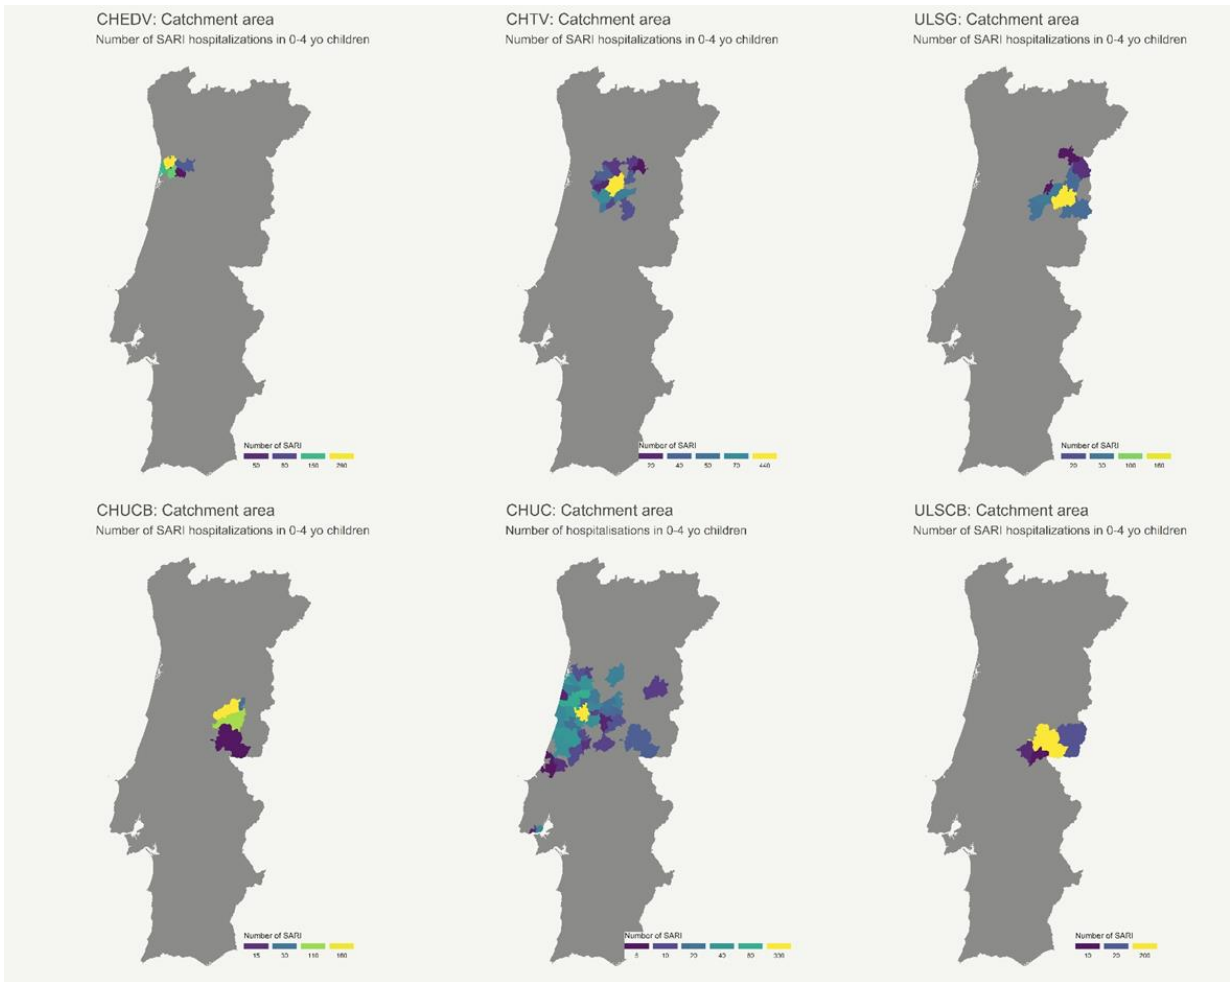 CHEDV: Catchment area
Number of SARI hospitalizations in 0-4 yo children
Number of SARI
50 80
CHTV: Catchment area
Number of SARI hospitalizations in 0-4 yo children
Number of SARI
20 40 50 70 440
ULSG: Catchment area
Number of SARI hospitalizations in 0-4 yo children
Number of SARI
20 30 100
CHUCB: Catchment area
Number of SARI hospitalizations in 0-4 yo children
Number of SARI
15 30 110 160
CHUC: Catchment area
Number of hospitalisations in 0-4 yo children
Number of SARI
5 10 20 40 330
ULSCB: Catchment area
Number of SARI hospitalizations in 0-4 yo children
Number of SARI
10 20 200